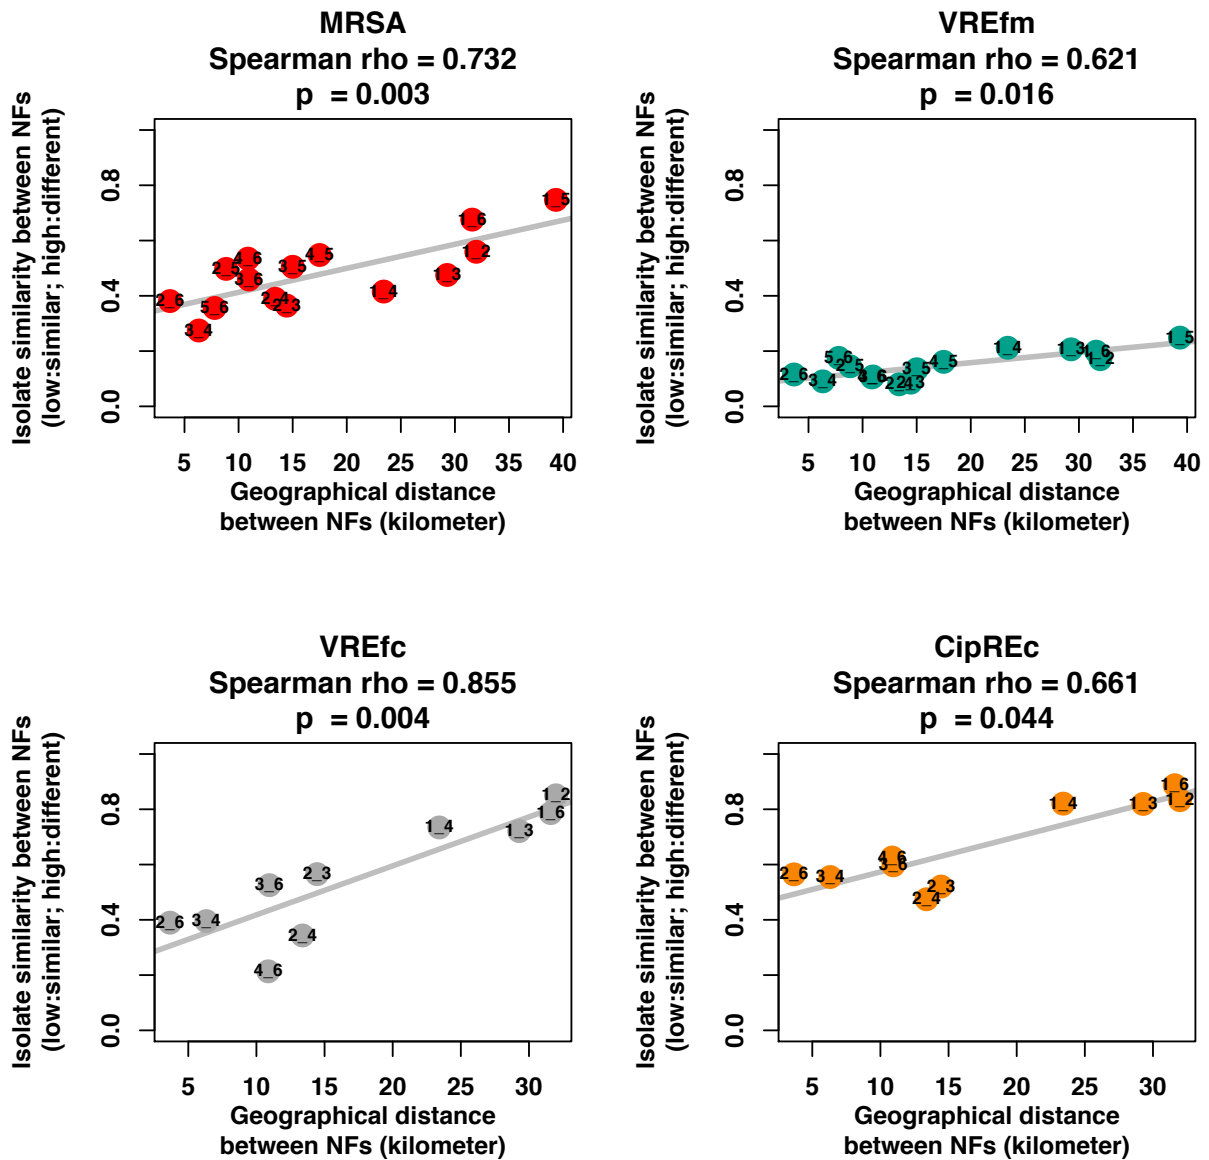 MRSA
Spearman rho = 0.732
p = 0.003
Isolate similarity between NFs
(low:similar; high:different)
0.8
0.4
0.0
1_5
1_6
1_2
4_5
4_6
3_5
2_5
3_6
1_3
1_4
2_6
2_4
2_3
5_6
3_4
5 10 15 20 25 30 35 40
Geographical distance
between NFs (kilometer)
VREfm
Spearman rho = 0.621
p = 0.016
Isolate similarity between NFs
(low:similar; high:different)
0.8
0.4
0.0
1_5
1_4
1_3
1_6
1_2
5_6
4_5
2_5
3_5
2_6
3_4
5 10 15 20 25 30 35 40
Geographical distance
between NFs (kilometer)
VREfc
Spearman rho = 0.855
p = 0.004
Isolate similarity between NFs
(low:similar; high:different)
0.8
0.4
0.0
1_2
1_6
1_4
1_3
2_3
3_6
2_6
3_4
2_4
4_6
5 10 15 20 25 30
Geographical distance
between NFs (kilometer)
CipREc
Spearman rho = 0.661
p = 0.044
Isolate similarity between NFs
(low:similar; high:different)
0.8
0.4
0.0
1_6
1_2
1_4
1_3
4_6
3_6
2_6
3_4
2_3
2_4
5 10 15 20 25 30
Geographical distance
between NFs (kilometer)